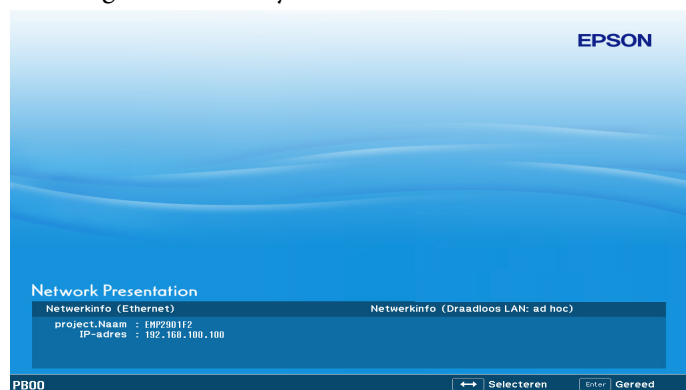 EPSON
Network Presentation
Netwerkinfo (Ethernet) Netwerkinfo (Draadloos LAN: ad hoc)
project.Naam : EMP2901F2
IP-adres : 192.168.100.100
PB00 Selecteren Enter Gereed